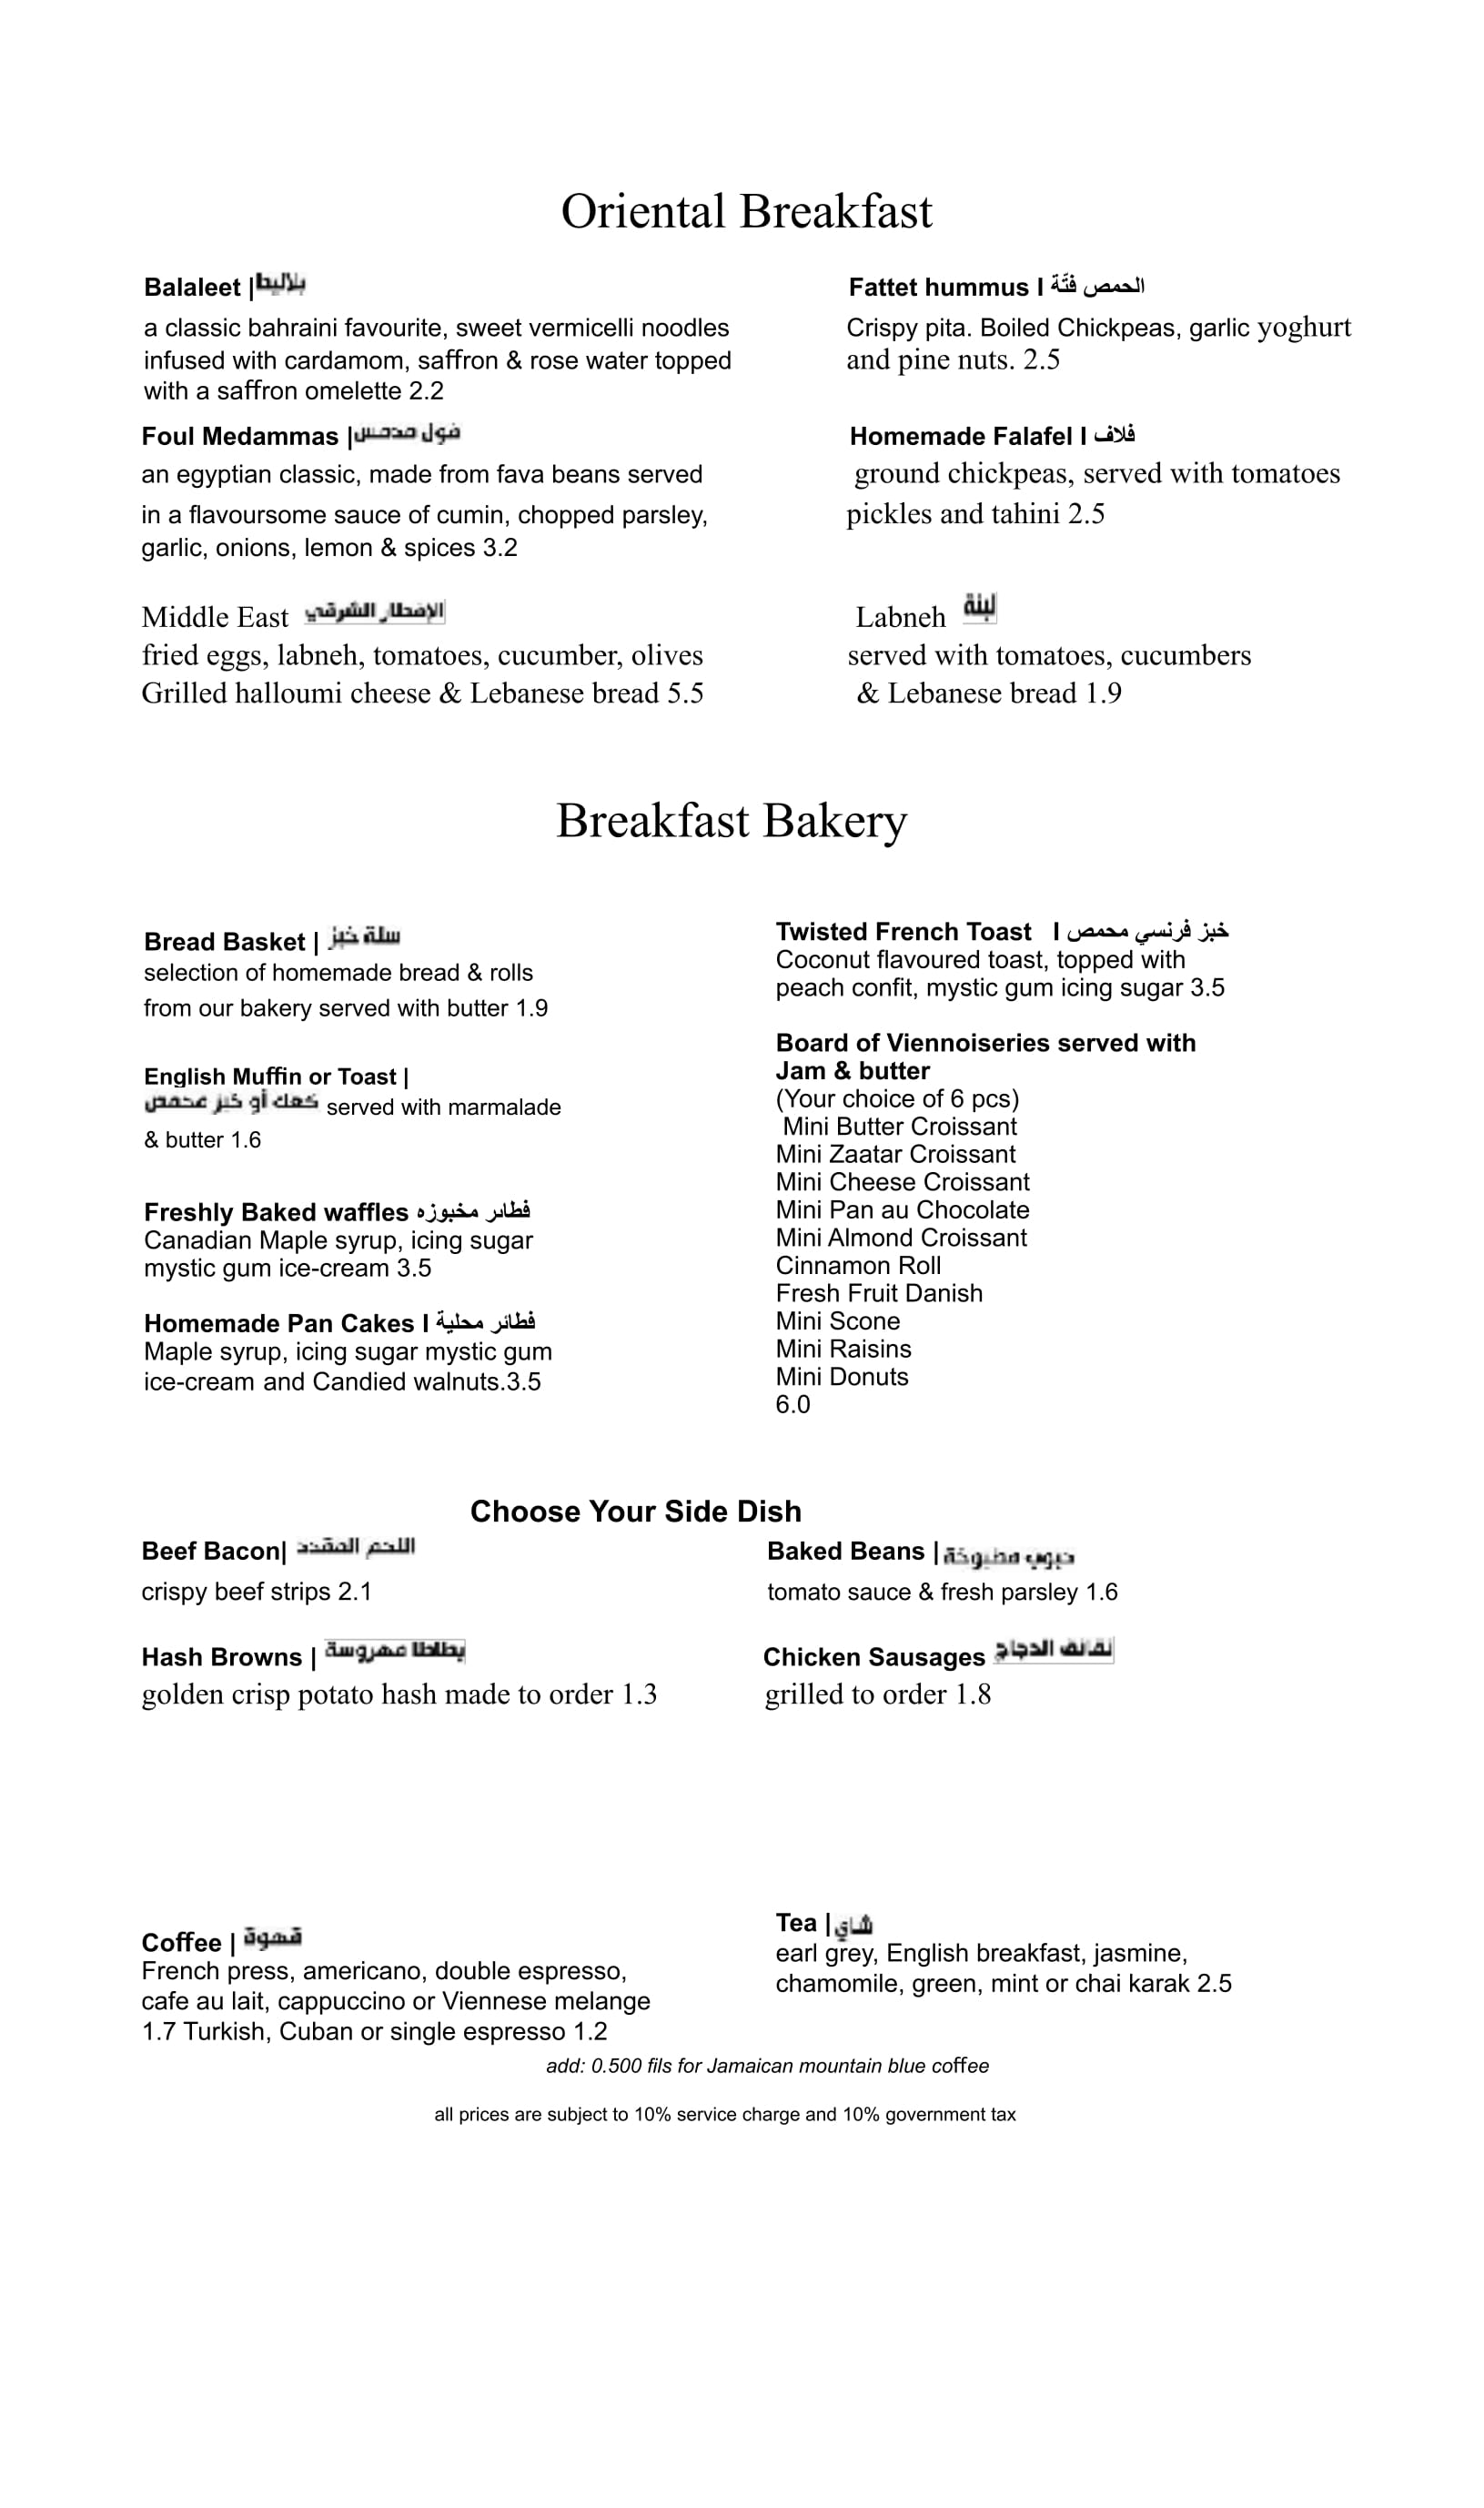 Oriental Breakfast
Balaleet |بلاليط
a classic bahraini favourite, sweet vermicelli noodles
infused with cardamom, saffron & rose water topped
with a saffron omelette 2.2
Foul Medammas |فول مدمس
an egyptian classic, made from fava beans served
in a flavoursome sauce of cumin, chopped parsley,
garlic, onions, lemon & spices 3.2
Middle East الإفطار الشرقي
fried eggs, labneh, tomatoes, cucumber, olives
Grilled halloumi cheese & Lebanese bread 5.5
Fattet hummus I الحمص فتّة
Crispy pita. Boiled Chickpeas, garlic yoghurt
and pine nuts. 2.5
Homemade Falafel I فلاف
ground chickpeas, served with tomatoes
pickles and tahini 2.5
Labneh لبنة
served with tomatoes, cucumbers
& Lebanese bread 1.9
Breakfast Bakery
Bread Basket | سلة خبز
selection of homemade bread & rolls
from our bakery served with butter 1.9
English Muffin or Toast |
كعك أو خبز محمص served with marmalade
& butter 1.6
Freshly Baked waffles فطائر مخبوزه
Canadian Maple syrup, icing sugar
mystic gum ice-cream 3.5
Homemade Pan Cakes I فطائر محلية
Maple syrup, icing sugar mystic gum
ice-cream and Candied walnuts.3.5
Twisted French Toast I خبز فرنسي محمص
Coconut flavoured toast, topped with
peach confit, mystic gum icing sugar 3.5
Board of Viennoiseries served with
Jam & butter
(Your choice of 6 pcs)
Mini Butter Croissant
Mini Zaatar Croissant
Mini Cheese Croissant
Mini Pan au Chocolate
Mini Almond Croissant
Cinnamon Roll
Fresh Fruit Danish
Mini Scone
Mini Raisins
Mini Donuts
6.0
Choose Your Side Dish
Beef Bacon| اللحم المقدد
crispy beef strips 2.1
Baked Beans |حبوب مطبوخة
tomato sauce & fresh parsley 1.6
Hash Browns | بطاطا مهروسة
golden crisp potato hash made to order 1.3
Chicken Sausages نقانق الدجاج
grilled to order 1.8
Coffee | قهوة
French press, americano, double espresso,
cafe au lait, cappuccino or Viennese melange
1.7 Turkish, Cuban or single espresso 1.2
Tea |شاي
earl grey, English breakfast, jasmine,
chamomile, green, mint or chai karak 2.5
add: 0.500 fils for Jamaican mountain blue coffee
all prices are subject to 10% service charge and 10% government tax